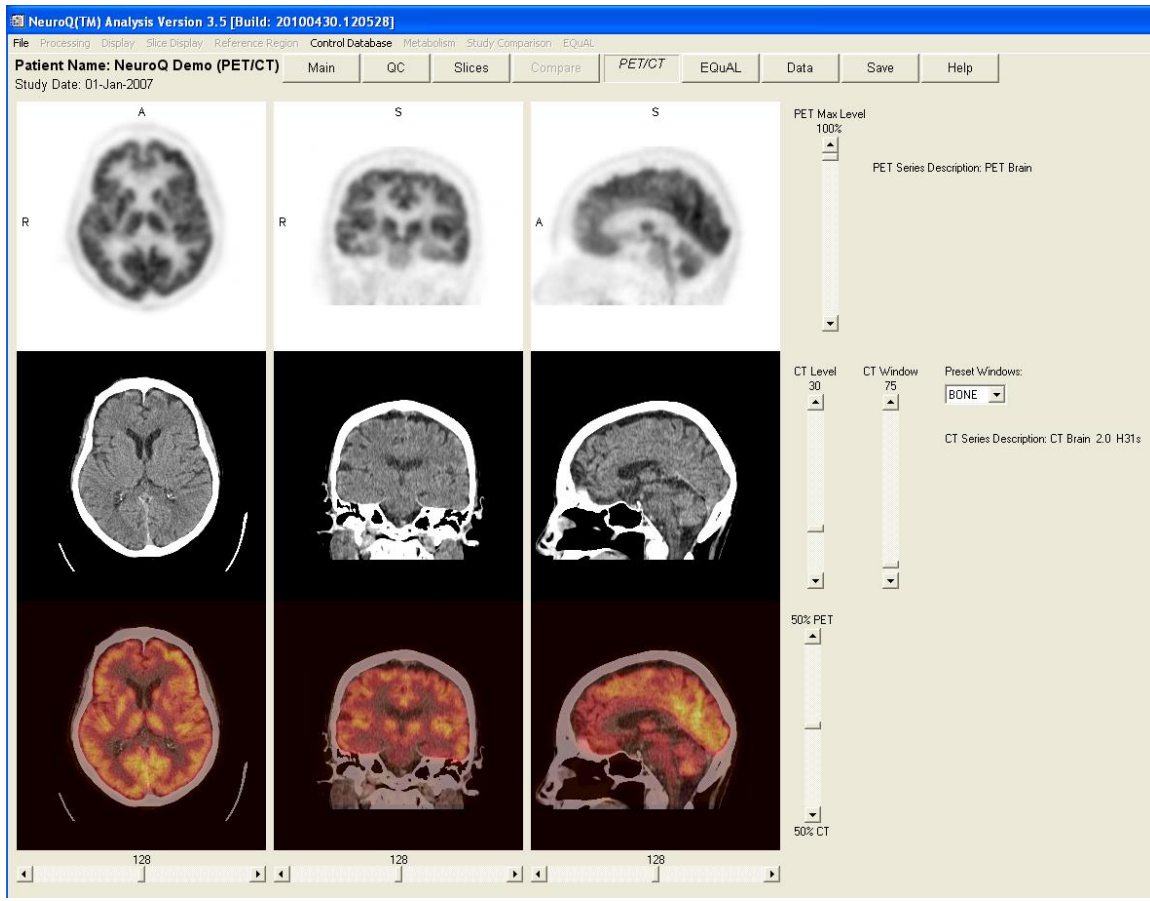 NeuroQ(TM) Analysis Version 3.5 [Build: 20100430.120528]
File Processing Display Slice Display Reference Region Control Database Metabolism Study Comparison EQuAL
Patient Name: NeuroQ Demo (PET/CT) Main QC Slices Compare PET/CT EQuAL Data Save Help
Study Date: 01-Jan-2007
A S S
R R A
PET Max Level
100%
PET Series Description: PET Brain
CT Level CT Window Preset Windows:
30 75
BONE
CT Series Description: CT Brain 2.0 H31s
50% PET
50% CT
128 128 128